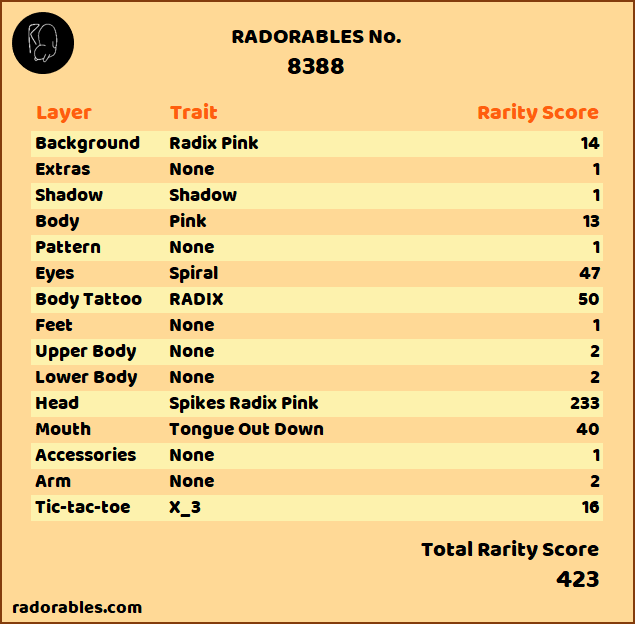 RADORABLES No.
8388
Layer Trait Rarity Score
Background Radix Pink 14
Extras None 1
Shadow Shadow 1
Body Pink 13
Pattern None 1
Eyes Spiral 47
Body Tattoo RADIX 50
Feet None 1
Upper Body None 2
Lower Body None 2
Head Spikes Radix Pink 233
Mouth Tongue Out Down 40
Accessories None 1
Arm None 2
Tic-tac-toe X_3 16
Total Rarity Score
423
radorables.com